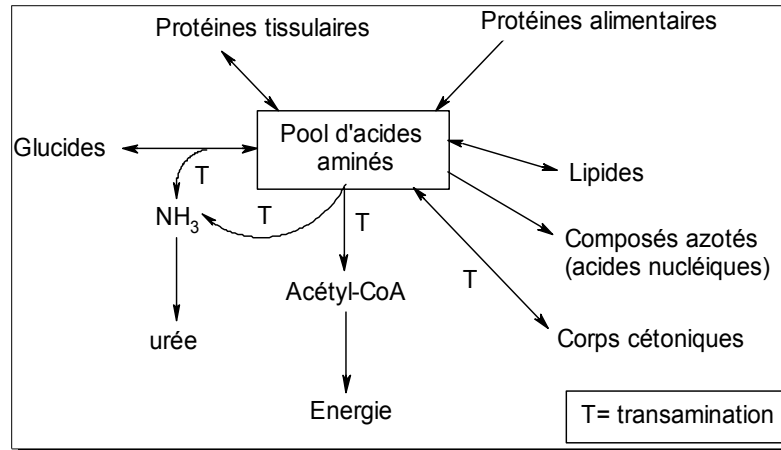 Protéines tissulaires
Protéines alimentaires
Pool d'acides
aminés
Glucides
T
Lipides
NH3
T
T
Composés azotés
(acides nucléiques)
T
Acétyl-CoA
urée
Corps cétoniques
Energie
T= transamination